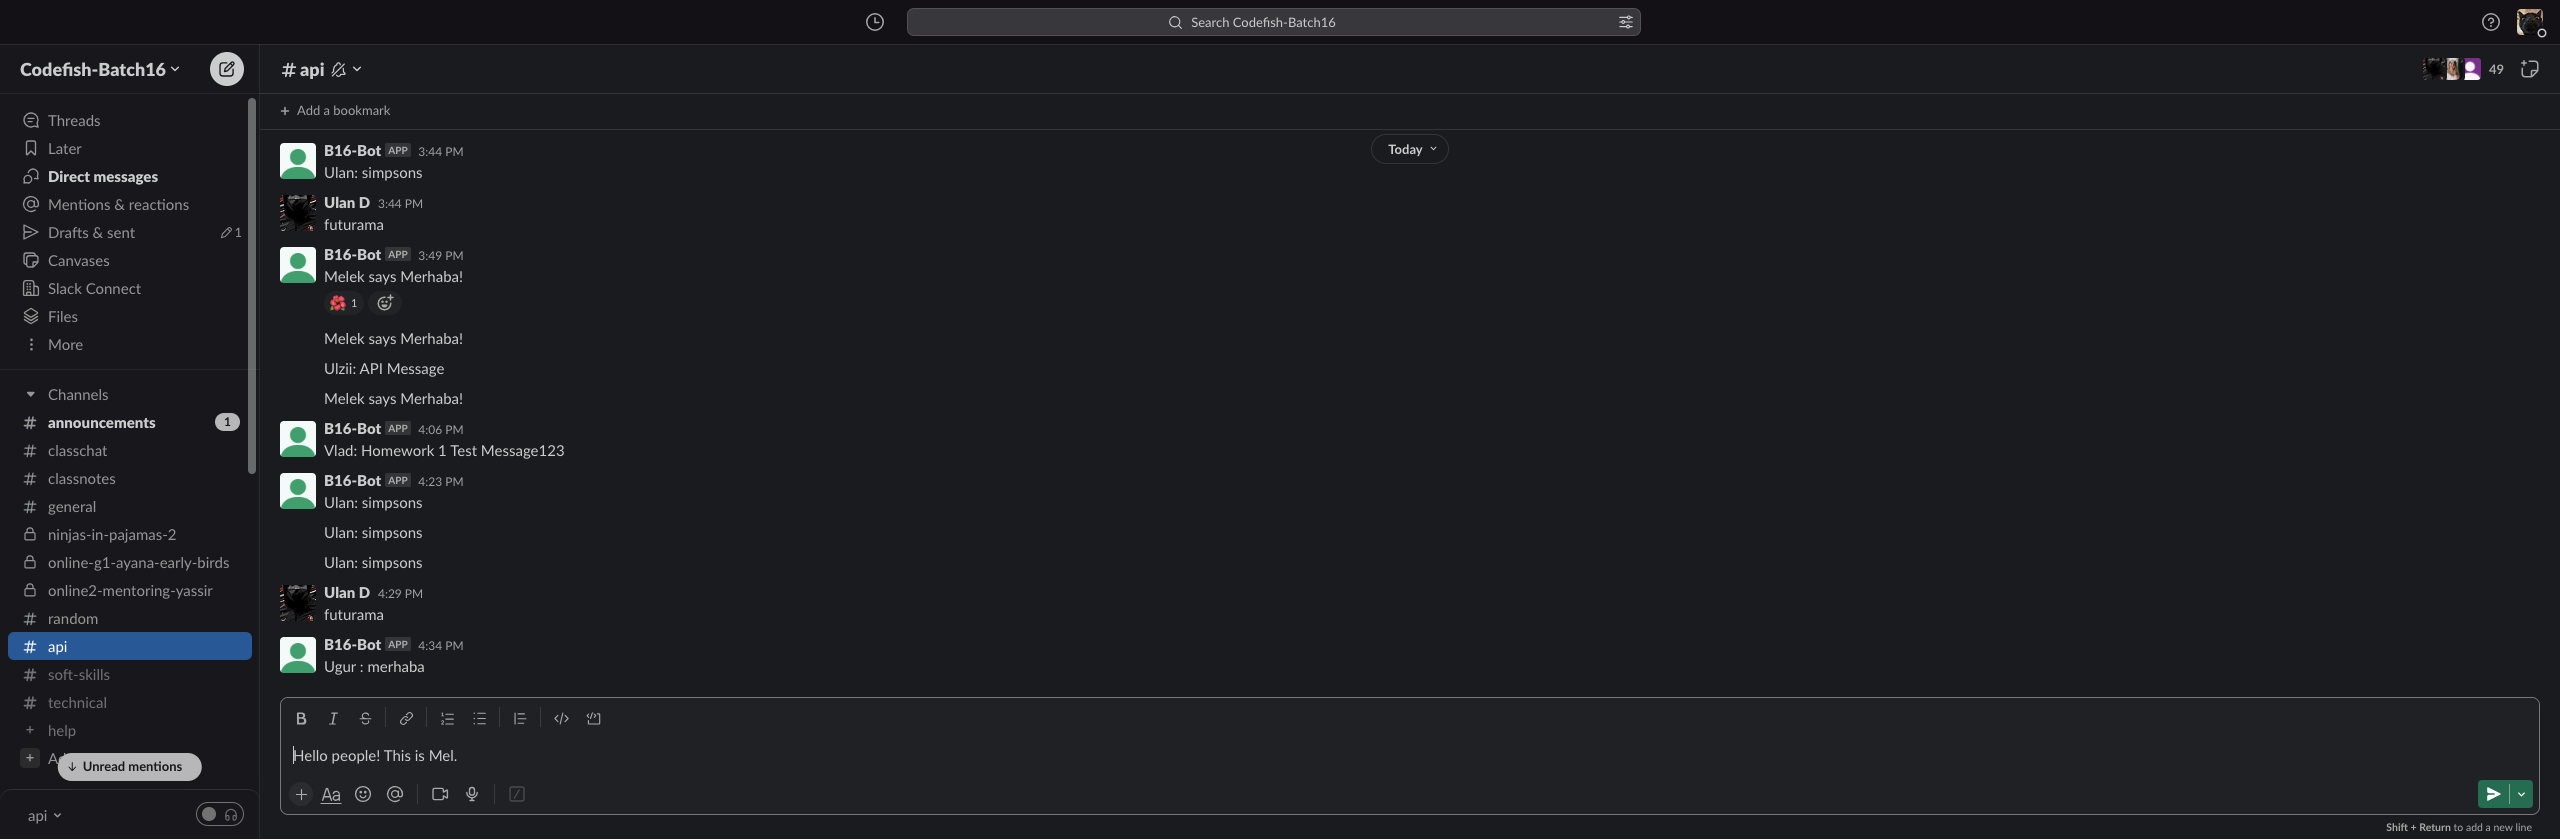 Search Codefish-Batch16
Codefish-Batch16
# api
49
Threads
Later
Direct messages
Mentions & reactions
Drafts & sent 1
Canvases
Slack Connect
Files
More
Channels
# announcements 1
# classchat
# classnotes
# general
ninjas-in-pajamas-2
online-g1-ayana-early-birds
online2-mentoring-yassir
# random
# api
# soft-skills
# technical
+ help
+
↓ Unread mentions
api
+ Add a bookmark
Today
B16-Bot APP 3:44 PM
Ulan: simpsons
Ulan D 3:44 PM
futurama
B16-Bot APP 3:49 PM
Melek says Merhaba!
1
Melek says Merhaba!
Ulzii: API Message
Melek says Merhaba!
B16-Bot APP 4:06 PM
Vlad: Homework 1 Test Message123
B16-Bot APP 4:23 PM
Ulan: simpsons
Ulan: simpsons
Ulan: simpsons
Ulan D 4:29 PM
futurama
B16-Bot APP 4:34 PM
Ugur : merhaba
B I S
Hello people! This is Mel.
+ Aa @
Shift + Return to add a new line